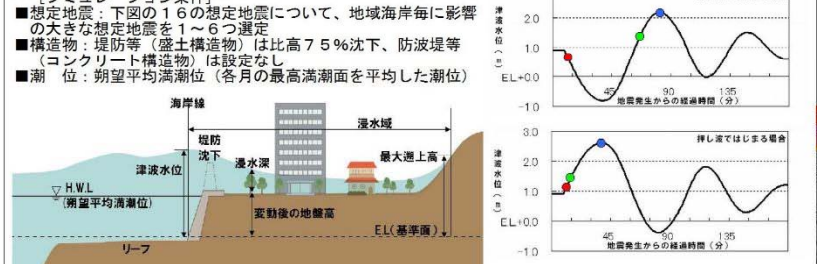 ■想定地震：下図の１６の想定地震について、地域海岸毎に影響
の大きな想定地震を１～６つ選定
■構造物：堤防等（盛土構造物）は比高７５％沈下、防波堤等
（コンクリート構造物）は設定なし
■潮　位：朔望平均満潮位（各月の最高満潮面を平均した潮位）
海岸線
堤防
沈下
浸水域
津波水位
浸水深
最大遡上高
H.W.L
(朔望平均満潮位)
変動後の地盤高
EL(基準面)
リーフ
津波水位（m）
2.0
1.0
EL+0.0
-1.0
45
90
135
地震発生からの経過時間（分）
押し波ではじまる場合
津波水位（m）
3.0
2.0
1.0
EL+0.0
-1.0
45
90
135
地震発生からの経過時間（分）